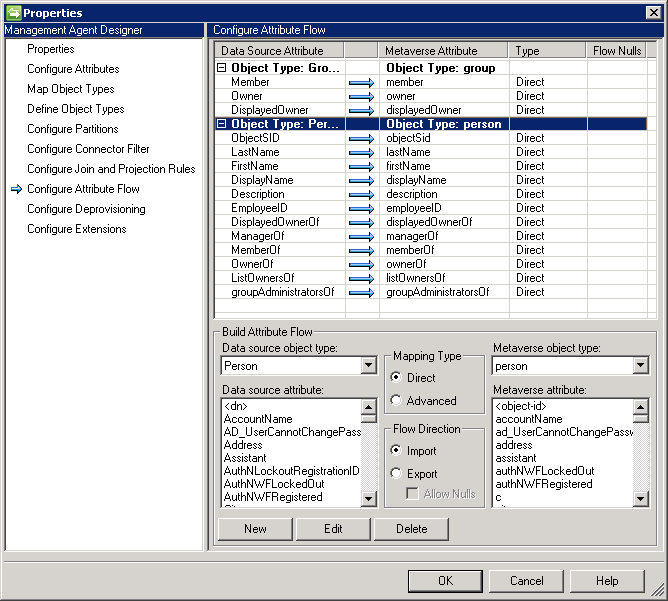 Properties
Management Agent Designer
Properties
Configure Attributes
Map Object Types
Define Object Types
Configure Partitions
Configure Connector Filter
Configure Join and Projection Rules
Configure Attribute Flow
Configure Deprovisioning
Configure Extensions
Configure Attribute Flow
Data Source Attribute Metaverse Attribute Type Flow Nulls
Object Type: Gro... Object Type: group
Member member Direct
Owner owner Direct
DisplayedOwner displayedOwner Direct
Object Type: Per... Object Type: person
ObjectSID objectSid Direct
LastName lastName Direct
FirstName firstName Direct
DisplayName displayName Direct
Description description Direct
EmployeeID employeeID Direct
DisplayedOwnerOf displayedOwnerOf Direct
ManagerOf managerOf Direct
MemberOf memberOf Direct
OwnerOf ownerOf Direct
ListOwnersOf listOwnersOf Direct
groupAdministratorsOf groupAdministratorsOf Direct
Build Attribute Flow
Data source object type:
Person
Data source attribute:
<dn>
AccountName
AD_UserCannotChangePass
Address
Assistant
AuthNLockoutRegistrationID
AuthNWFLockedOut
AuthNWFRegistered
Mapping Type
Direct
Advanced
Flow Direction
Import
Export
Allow Nulls
Metaverse object type:
person
Metaverse attribute:
<object-id>
accountName
ad_UserCannotChangePassw
address
assistant
authNWFLockedOut
authNWFRegistered
c
New Edit Delete
OK Cancel Help